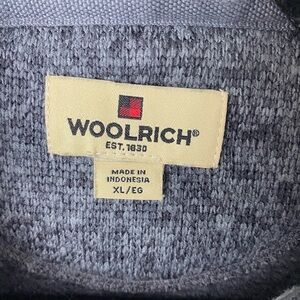 WOOLRICH®
EST. 1830
MADE IN
INDONESIA
XL/EG